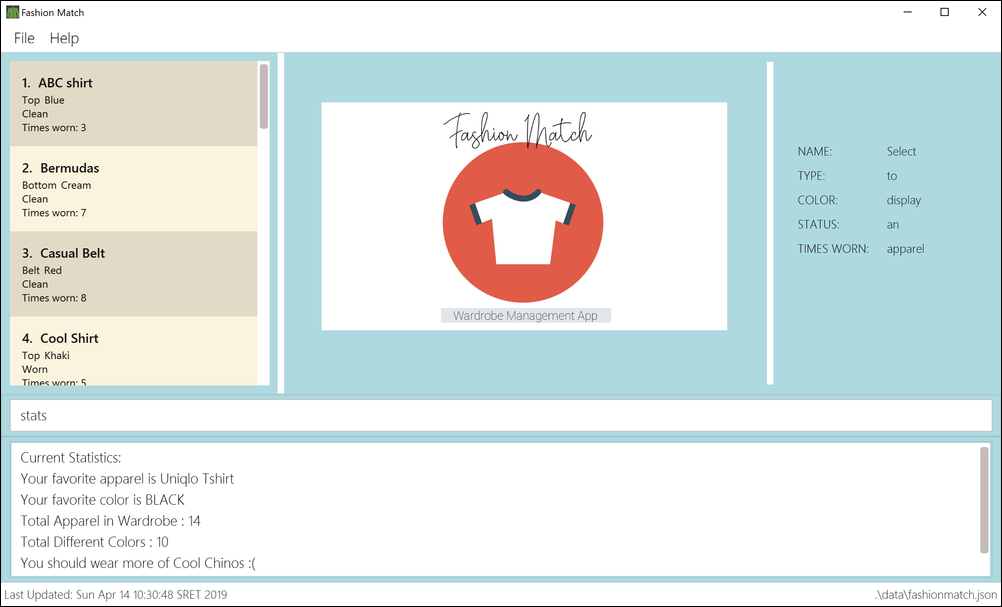 Fashion Match
File Help
1. ABC shirt
Top Blue
Clean
Times worn: 3
2. Bermudas
Bottom Cream
Clean
Times worn: 7
3. Casual Belt
Belt Red
Clean
Times worn: 8
4. Cool Shirt
Top Khaki
Worn
Times worn: 5
Fashion Match
Wardrobe Management App
NAME: Select
TYPE: to
COLOR: display
STATUS: an
TIMES WORN: apparel
stats
Current Statistics:
Your favorite apparel is Uniqlo Tshirt
Your favorite color is BLACK
Total Apparel in Wardrobe : 14
Total Different Colors : 10
You should wear more of Cool Chinos :(
Last Updated: Sun Apr 14 10:30:48 SRET 2019
.\data\fashionmatch.json